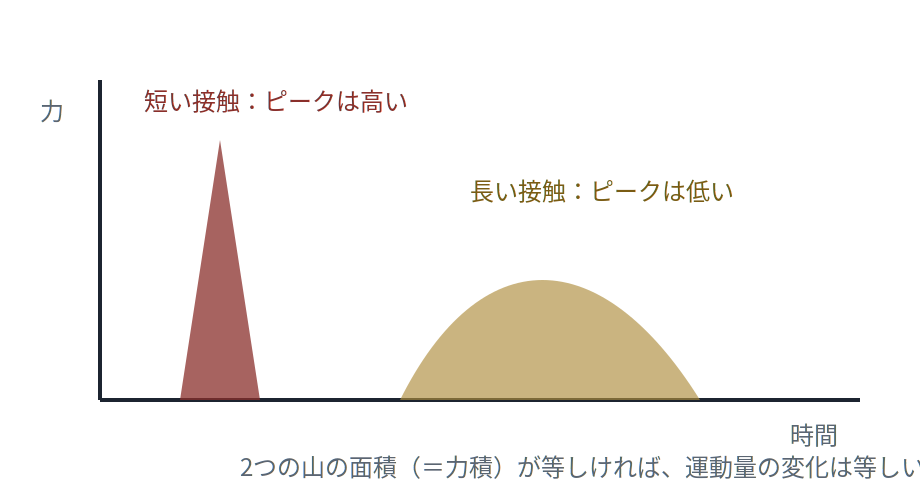 力
短い接触：ピークは高い
長い接触：ピークは低い
時間
2つの山の面積（＝力積）が等しければ、運動量の変化は等しい